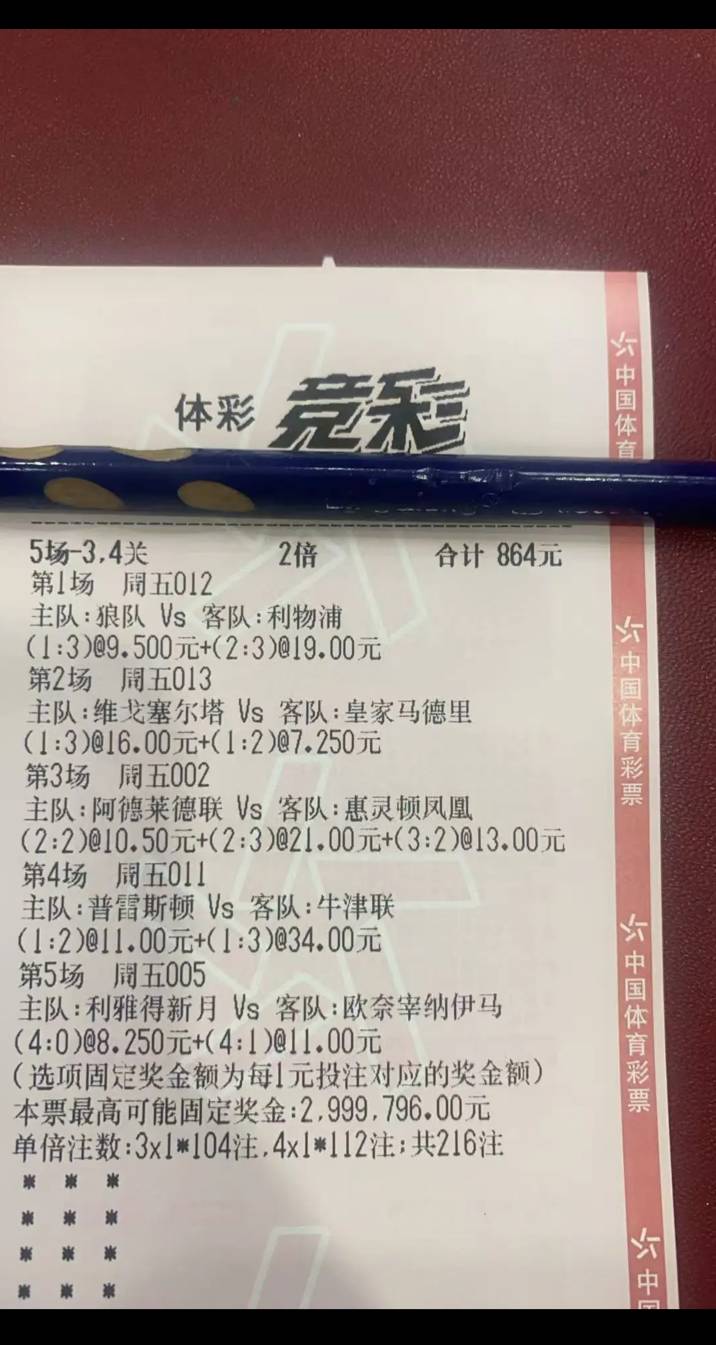 体彩 竞彩
5场-3,4关 2倍 合计 864元
第1场 周五012
主队:狼队 Vs 客队:利物浦
(1:3)@9.500元+(2:3)@19.00元
第2场 周五013
主队:维戈塞尔塔 Vs 客队:皇家马德里
(1:3)@16.00元+(1:2)@7.250元
第3场 周五002
主队:阿德莱德联 Vs 客队:惠灵顿凤凰
(2:2)@10.50元+(2:3)@21.00元+(3:2)@13.00元
第4场 周五011
主队:普雷斯顿 Vs 客队:牛津联
(1:2)@11.00元+(1:3)@34.00元
第5场 周五005
主队:利雅得新月 Vs 客队:欧奈宰纳伊马
(4:0)@8.250元+(4:1)@11.00元
(选项固定奖金额为每1元投注对应的奖金额)
本票最高可能固定奖金:2,999,796.00元
单倍注数:3x1*104注,4x1*112注;共216注
※ ※ ※
※ ※ ※
※ ※ ※
※ ※ ※
中国体育
中国体育彩票
中国体育彩票
中国